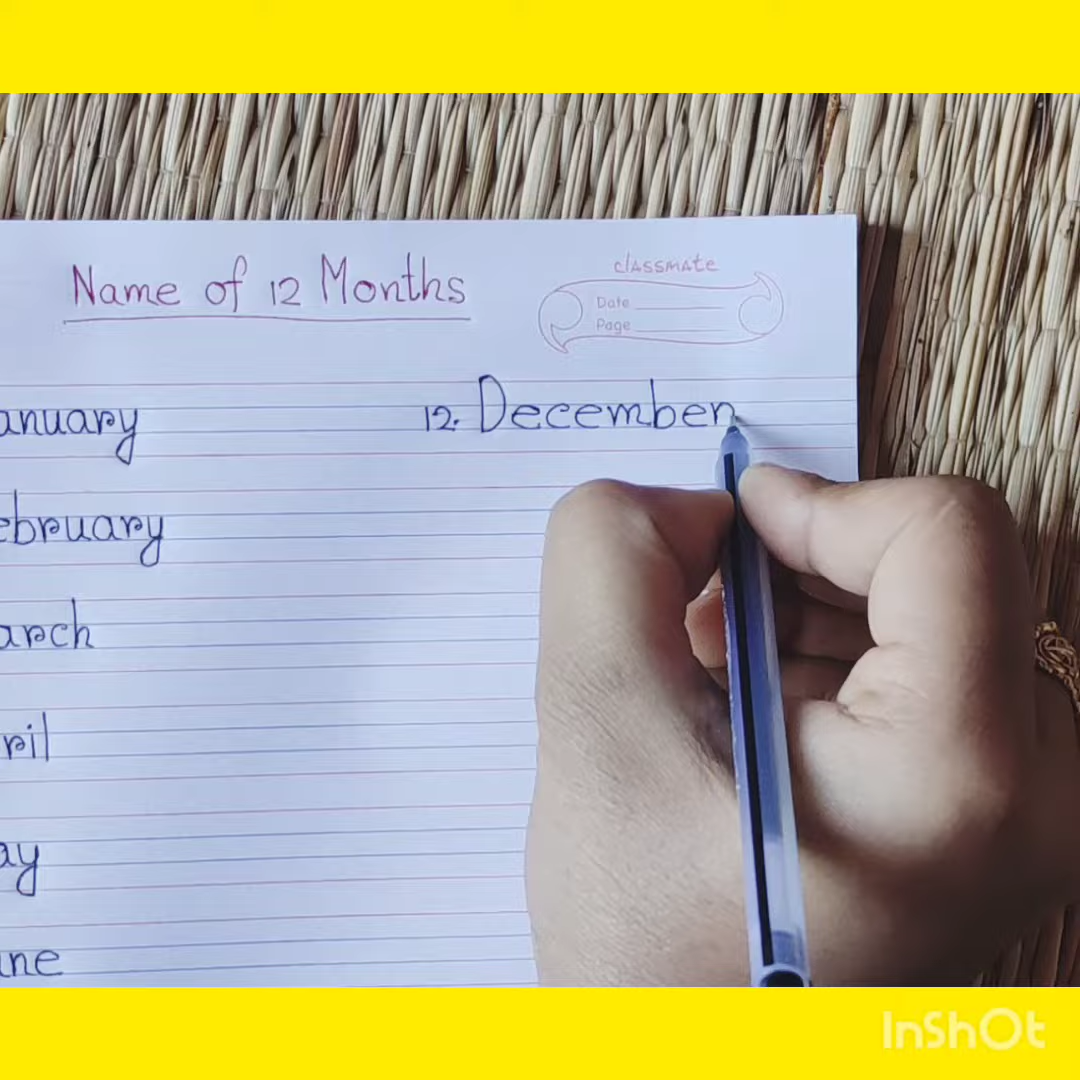 Name of 12 Months
classmate
Date
Page
anuary
12. December
ebruary
arch
ril
ay
ne
InShOt